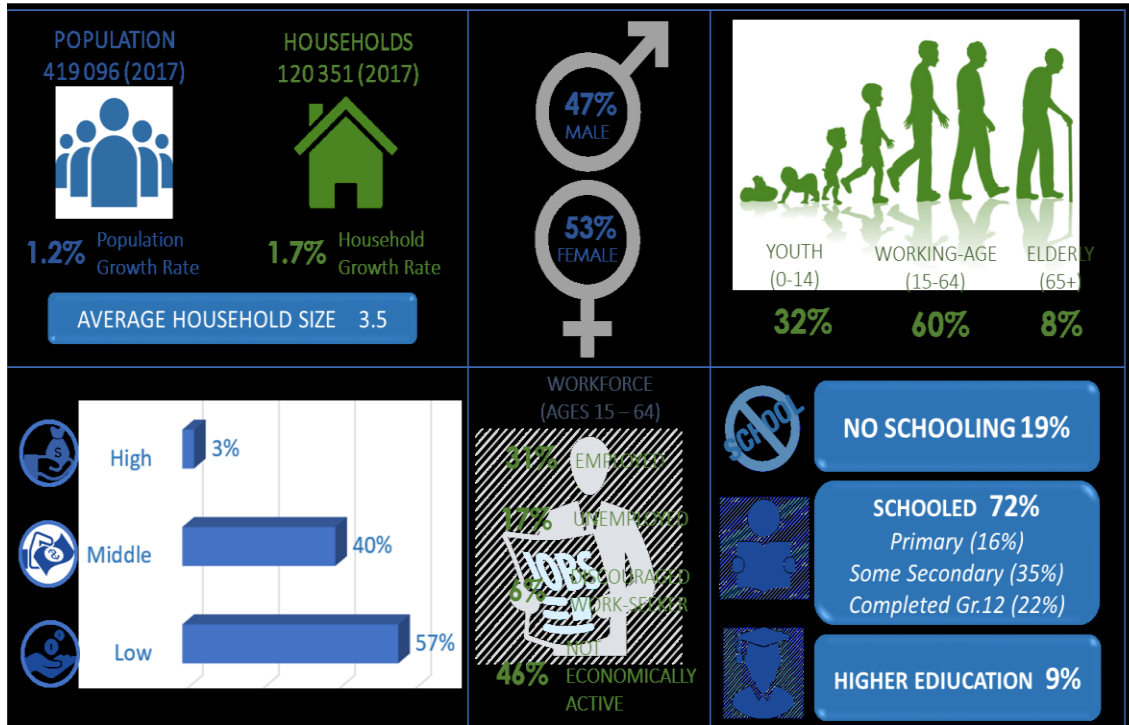 POPULATION
419 096 (2017)
HOUSEHOLDS
120 351 (2017)
1.2% Population
Growth Rate
1.7% Household
Growth Rate
AVERAGE HOUSEHOLD SIZE 3.5
47%
MALE
53%
FEMALE
YOUTH
(0-14)
32%
WORKING-AGE
(15-64)
60%
ELDERLY
(65+)
8%
High 3%
Middle 40%
Low 57%
WORKFORCE
(AGES 15 – 64)
31% EMPLOYED
17% UNEMPLOYED
6% DISCOURAGED
WORK-SEEKER
JOBS
46% NOT
ECONOMICALLY
ACTIVE
SCHOOL
NO SCHOOLING 19%
SCHOOLED 72%
Primary (16%)
Some Secondary (35%)
Completed Gr.12 (22%)
HIGHER EDUCATION 9%